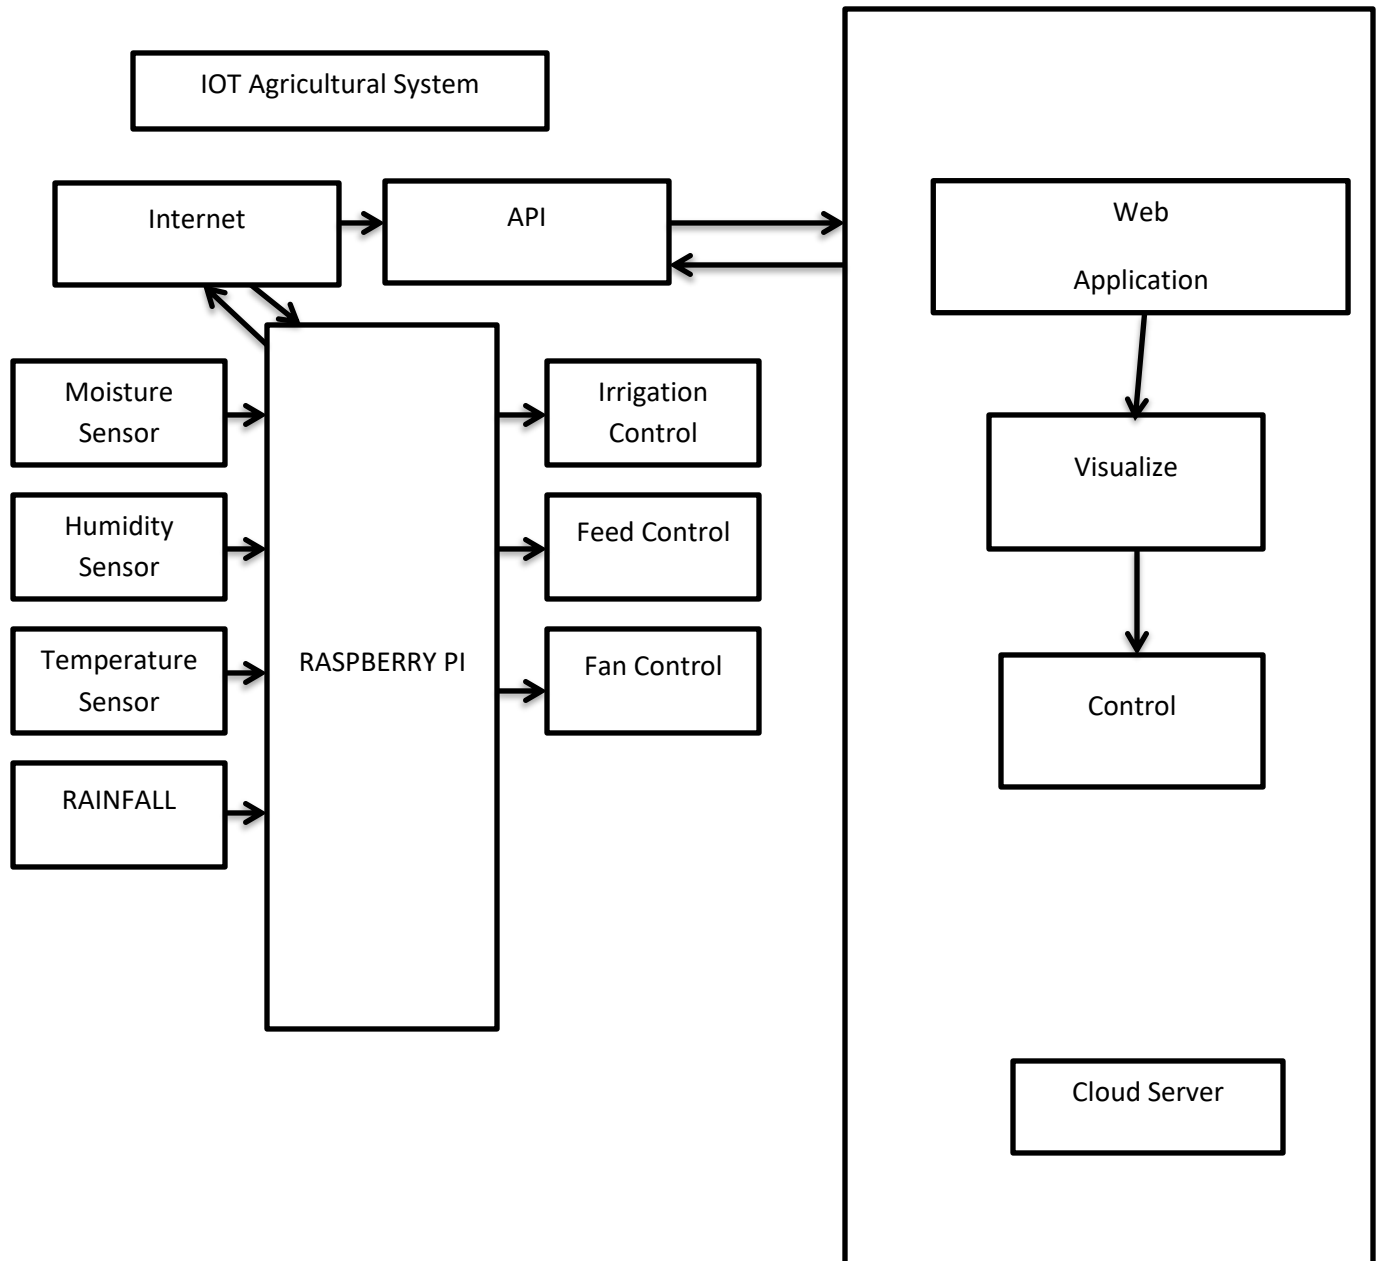 IOT Agricultural System
Internet
API
Web
Application
Moisture
Sensor
Irrigation
Control
Visualize
Humidity
Sensor
Feed Control
Temperature
Sensor
RASPBERRY PI
Fan Control
Control
RAINFALL
Cloud Server